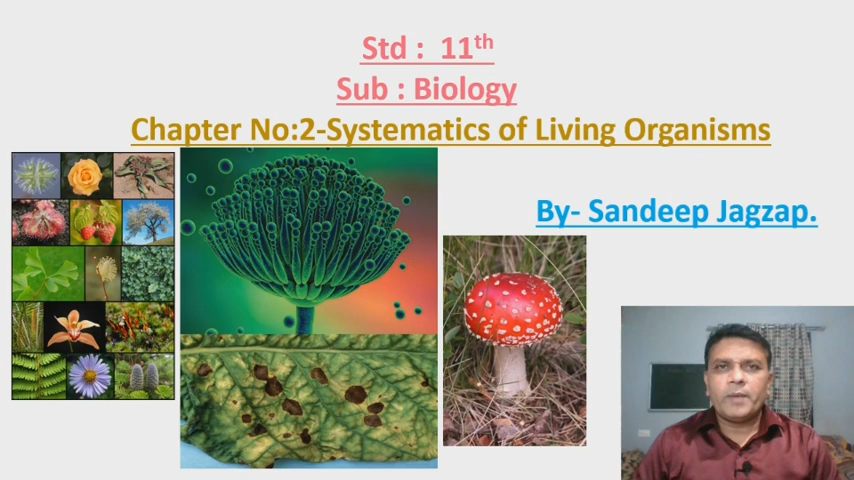 Std :  11th
Sub : Biology
Chapter No:2-Systematics of Living Organisms
By- Sandeep Jagzap.